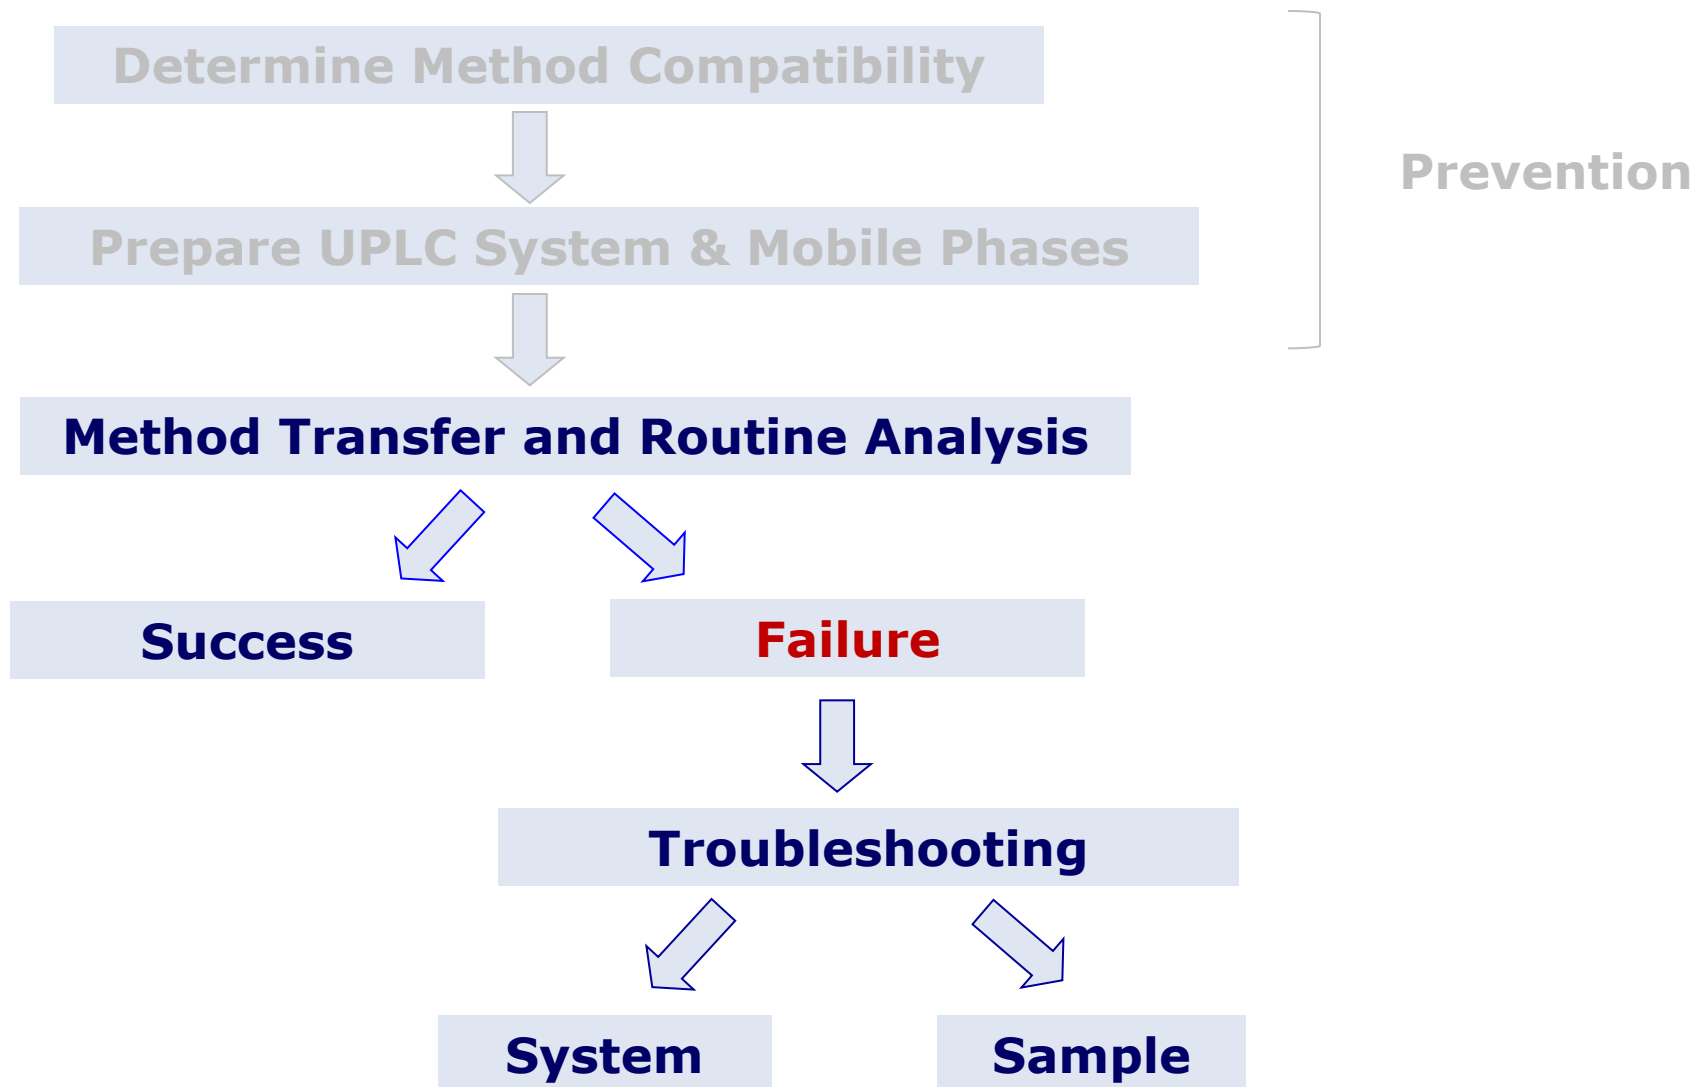 Determine Method Compatibility
Prevention
Prepare UPLC System & Mobile Phases
Method Transfer and Routine Analysis
Success
Failure
Troubleshooting
System
Sample